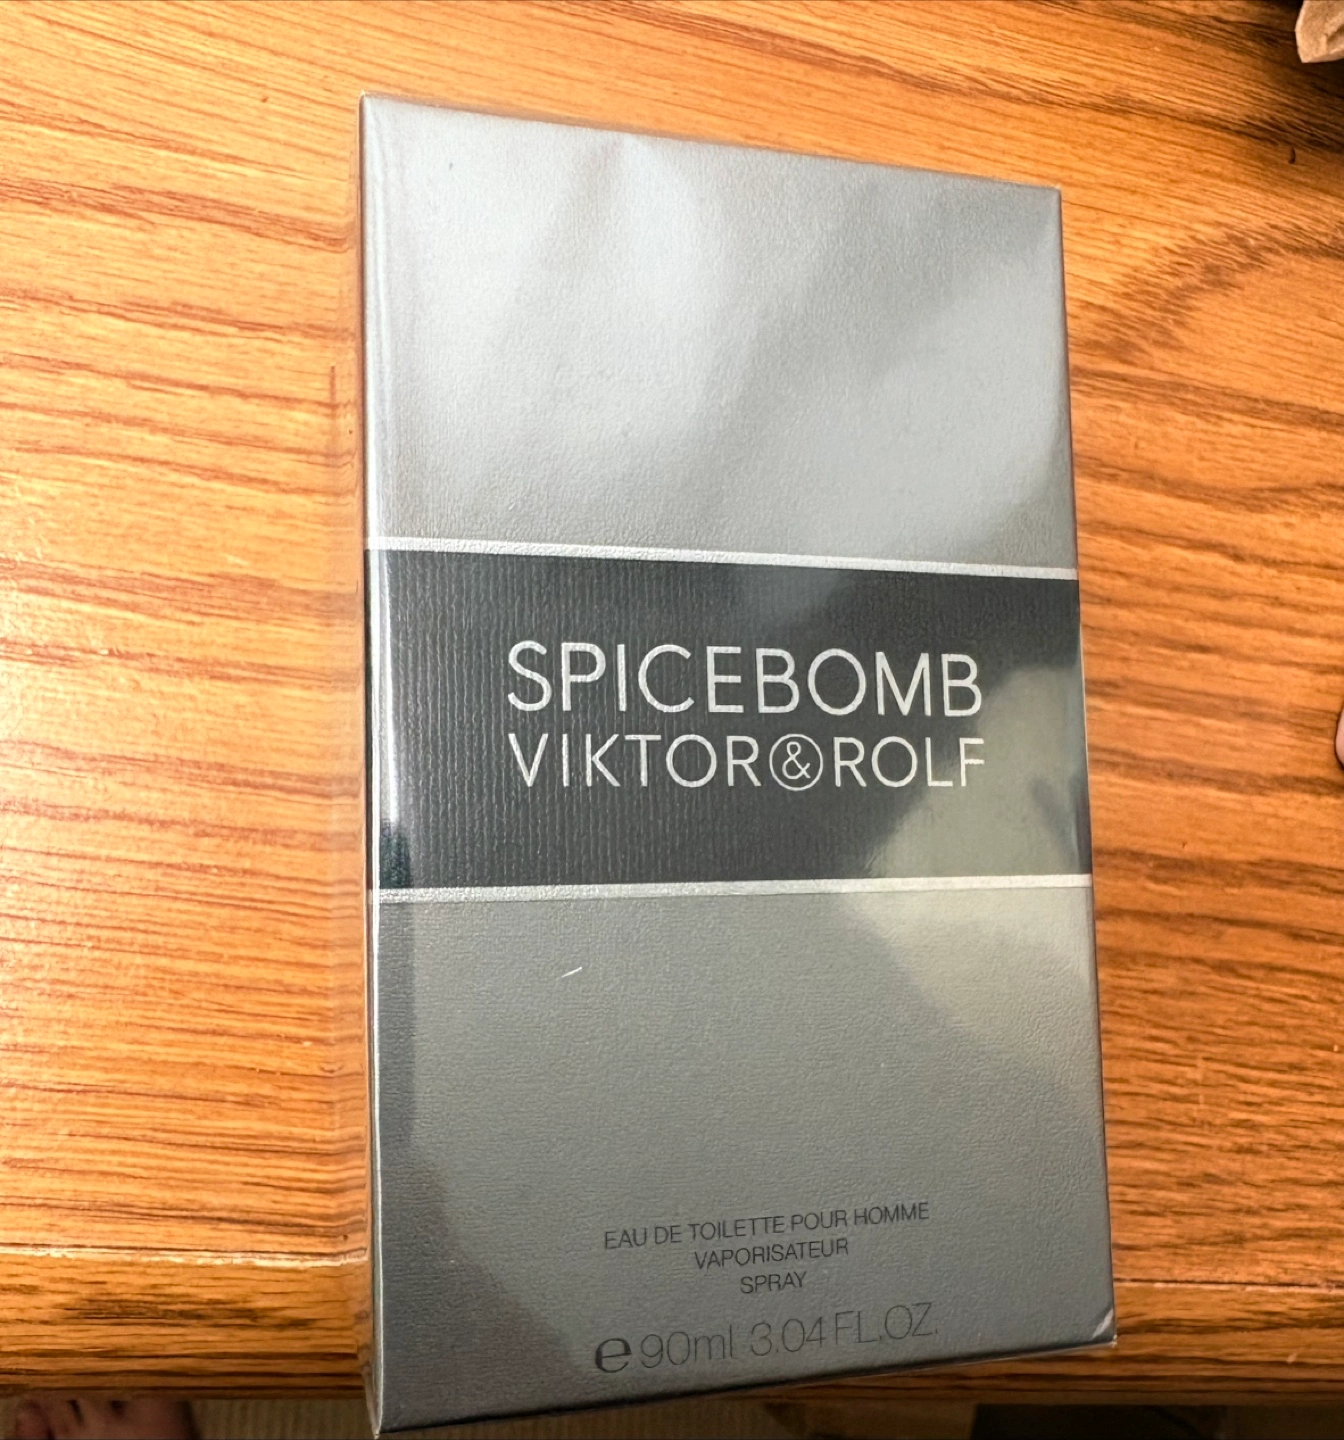 SPICEBOMB
VIKTOR&ROLF
EAU DE TOILETTE POUR HOMME
VAPORISATEUR
SPRAY
e 90ml 3.04 FL.OZ.